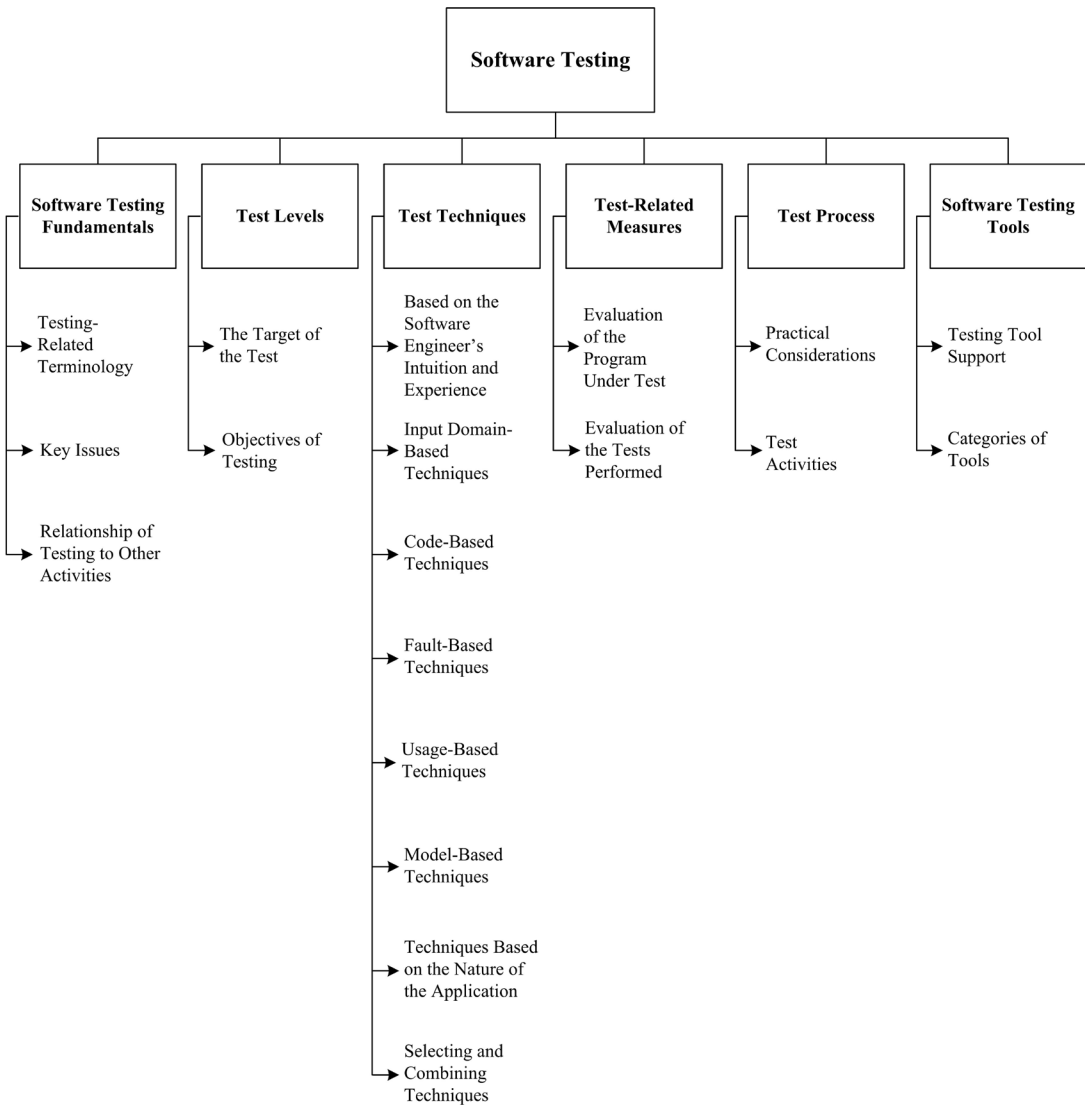 Software Testing
Software Testing
Fundamentals
Testing-
Related
Terminology
Key Issues
Relationship of
Testing to Other
Activities
Test Levels
The Target of
the Test
Objectives of
Testing
Test Techniques
Based on the
Software
Engineer’s
Intuition and
Experience
Input Domain-
Based
Techniques
Code-Based
Techniques
Fault-Based
Techniques
Usage-Based
Techniques
Model-Based
Techniques
Techniques Based
on the Nature of
the Application
Selecting and
Combining
Techniques
Test-Related
Measures
Evaluation
of the
Program
Under Test
Evaluation of
the Tests
Performed
Test Process
Practical
Considerations
Test
Activities
Software Testing
Tools
Testing Tool
Support
Categories of
Tools